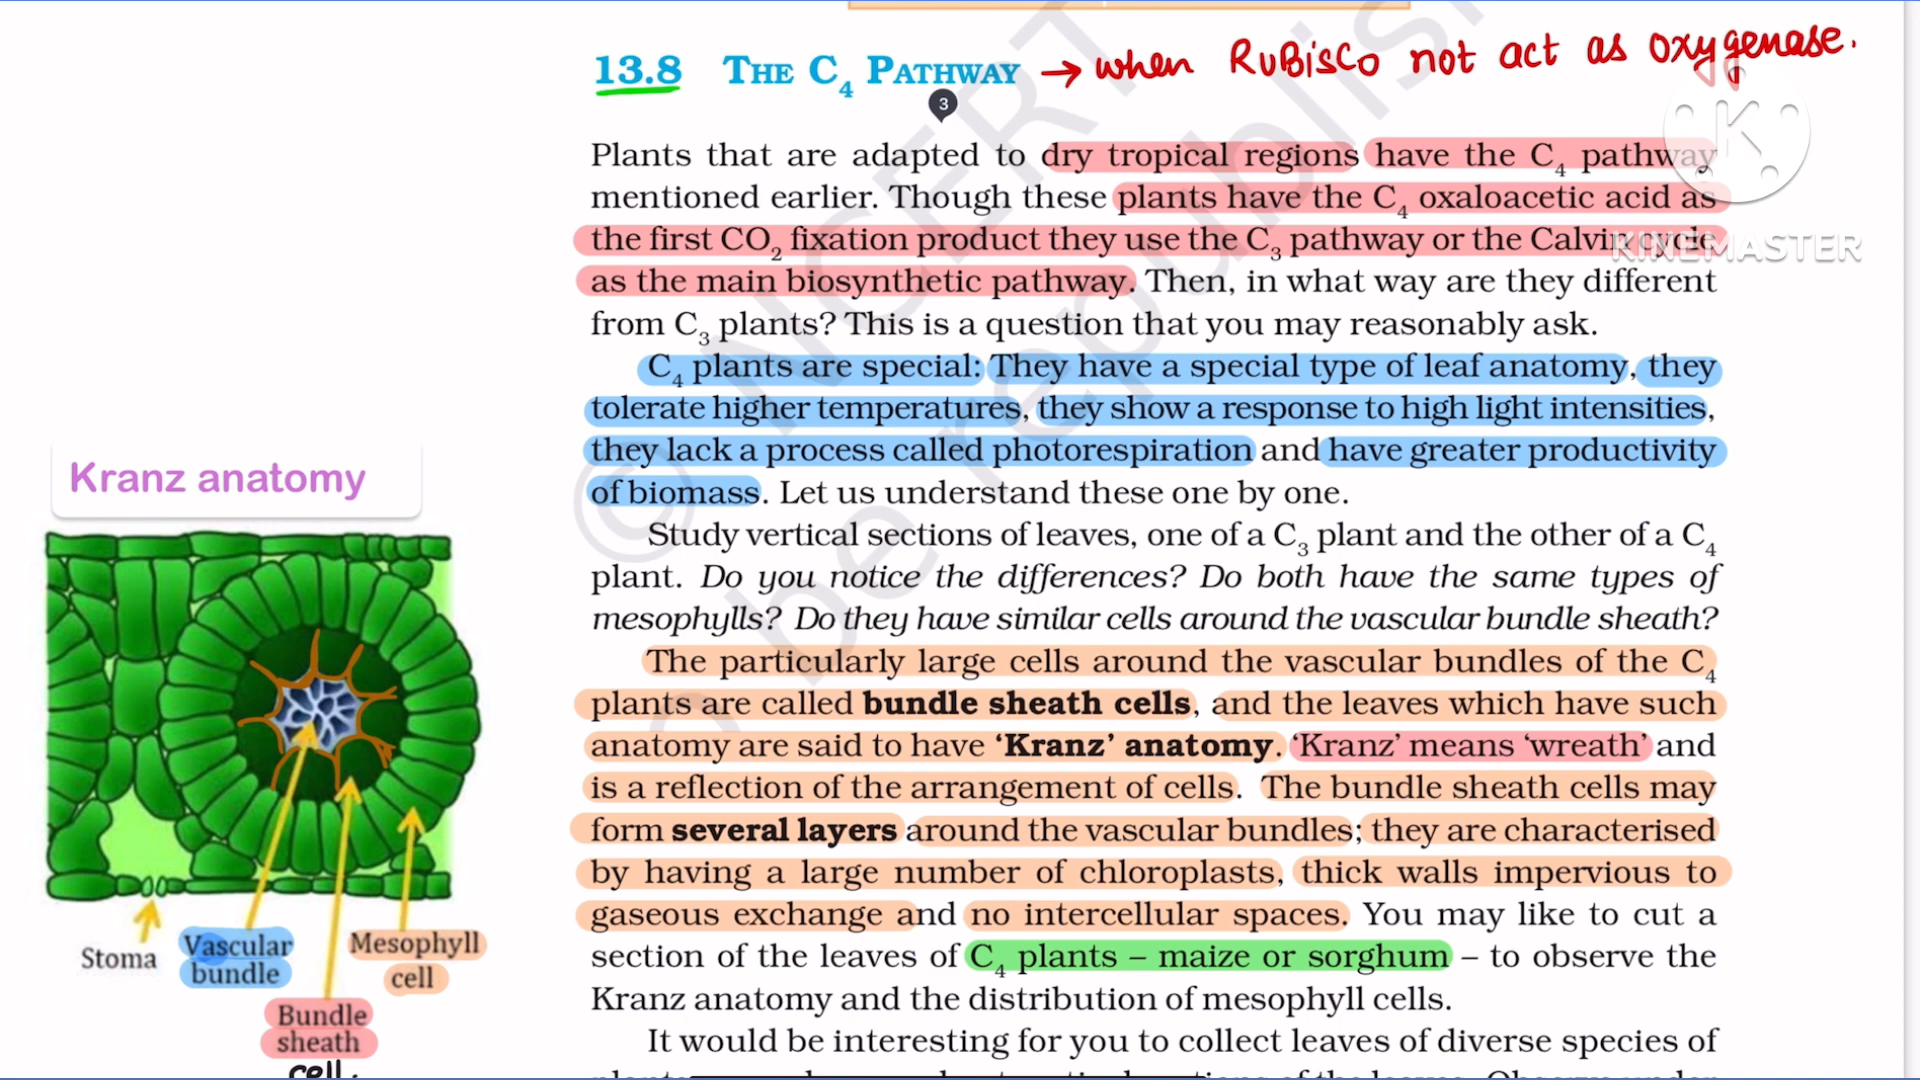 13.8 THE C4 PATHWAY → when RUBISCO not act as oxygenase.
3
Plants that are adapted to dry tropical regions have the C4 pathway
mentioned earlier. Though these plants have the C4 oxaloacetic acid as
the first CO2 fixation product they use the C3 pathway or the Calvin cycle
as the main biosynthetic pathway. Then, in what way are they different
from C3 plants? This is a question that you may reasonably ask.
C4 plants are special: They have a special type of leaf anatomy, they
tolerate higher temperatures, they show a response to high light intensities,
they lack a process called photorespiration and have greater productivity
of biomass. Let us understand these one by one.
Study vertical sections of leaves, one of a C3 plant and the other of a C4
plant. Do you notice the differences? Do both have the same types of
mesophylls? Do they have similar cells around the vascular bundle sheath?
The particularly large cells around the vascular bundles of the C4
plants are called bundle sheath cells, and the leaves which have such
anatomy are said to have ‘Kranz’ anatomy. ‘Kranz’ means ‘wreath’ and
is a reflection of the arrangement of cells. The bundle sheath cells may
form several layers around the vascular bundles; they are characterised
by having a large number of chloroplasts, thick walls impervious to
gaseous exchange and no intercellular spaces. You may like to cut a
section of the leaves of C4 plants – maize or sorghum – to observe the
Kranz anatomy and the distribution of mesophyll cells.
It would be interesting for you to collect leaves of diverse species of
Kranz anatomy
Stoma
Vascular
bundle
Mesophyll
cell
Bundle
sheath
cell.
K
KINEMASTER
© NCERT
be republis